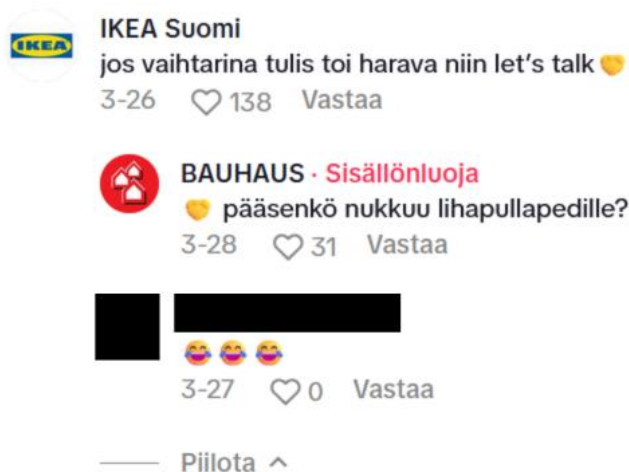 IKEA
IKEA Suomi
jos vaihtarina tulis toi harava niin let's talk🤝
3-26 138 Vastaa
BAUHAUS · Sisällönluoja
🤝 pääsenkö nukkuu lihapullapedille?
3-28 31 Vastaa
😂😂😂
3-27 0 Vastaa
Piilota ^